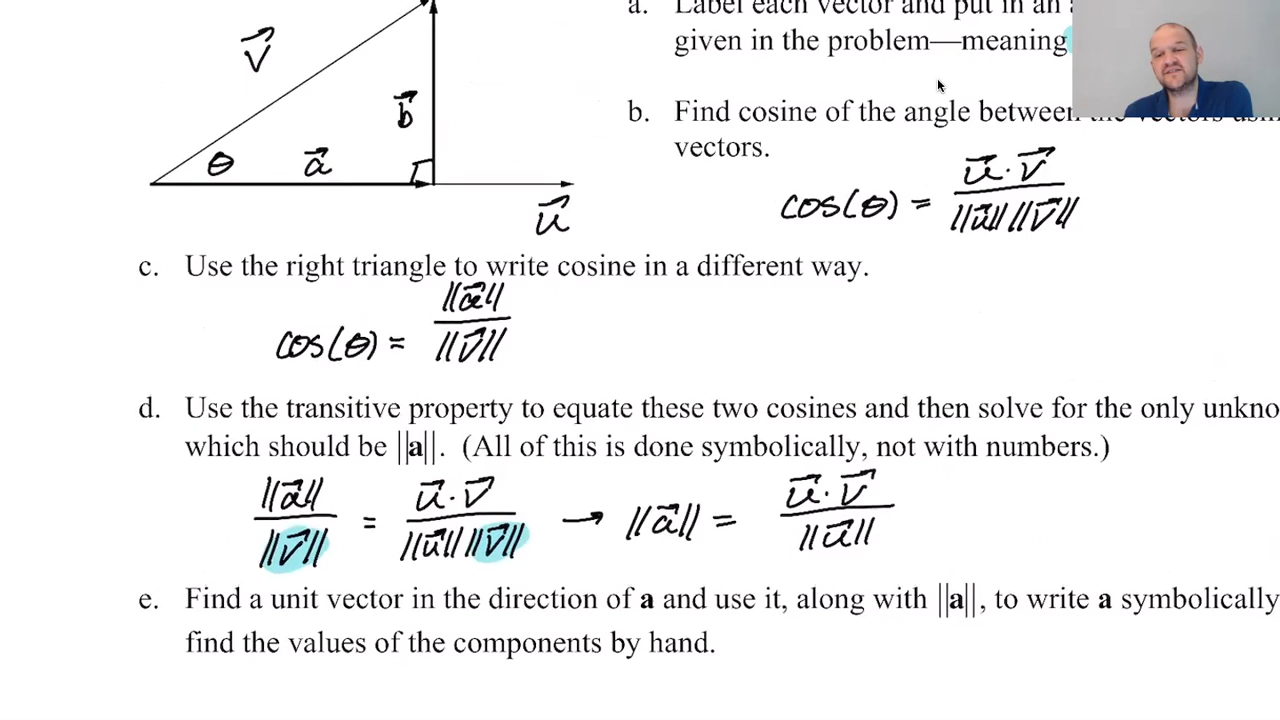 a. Label each vector and put in an
given in the problem—meaning
v⃗
b⃗
b. Find cosine of the angle between the vectors using
vectors.
θ a⃗
u⃗
cos(θ) = u⃗ · v⃗ / ||u⃗|| ||v⃗||
c. Use the right triangle to write cosine in a different way.
cos(θ) = ||a⃗|| / ||v⃗||
d. Use the transitive property to equate these two cosines and then solve for the only unkno
which should be ||a||. (All of this is done symbolically, not with numbers.)
||a⃗|| / ||v⃗|| = u⃗ · v⃗ / ||u⃗|| ||v⃗|| → ||a⃗|| = u⃗ · v⃗ / ||u⃗||
e. Find a unit vector in the direction of a and use it, along with ||a||, to write a symbolically
find the values of the components by hand.